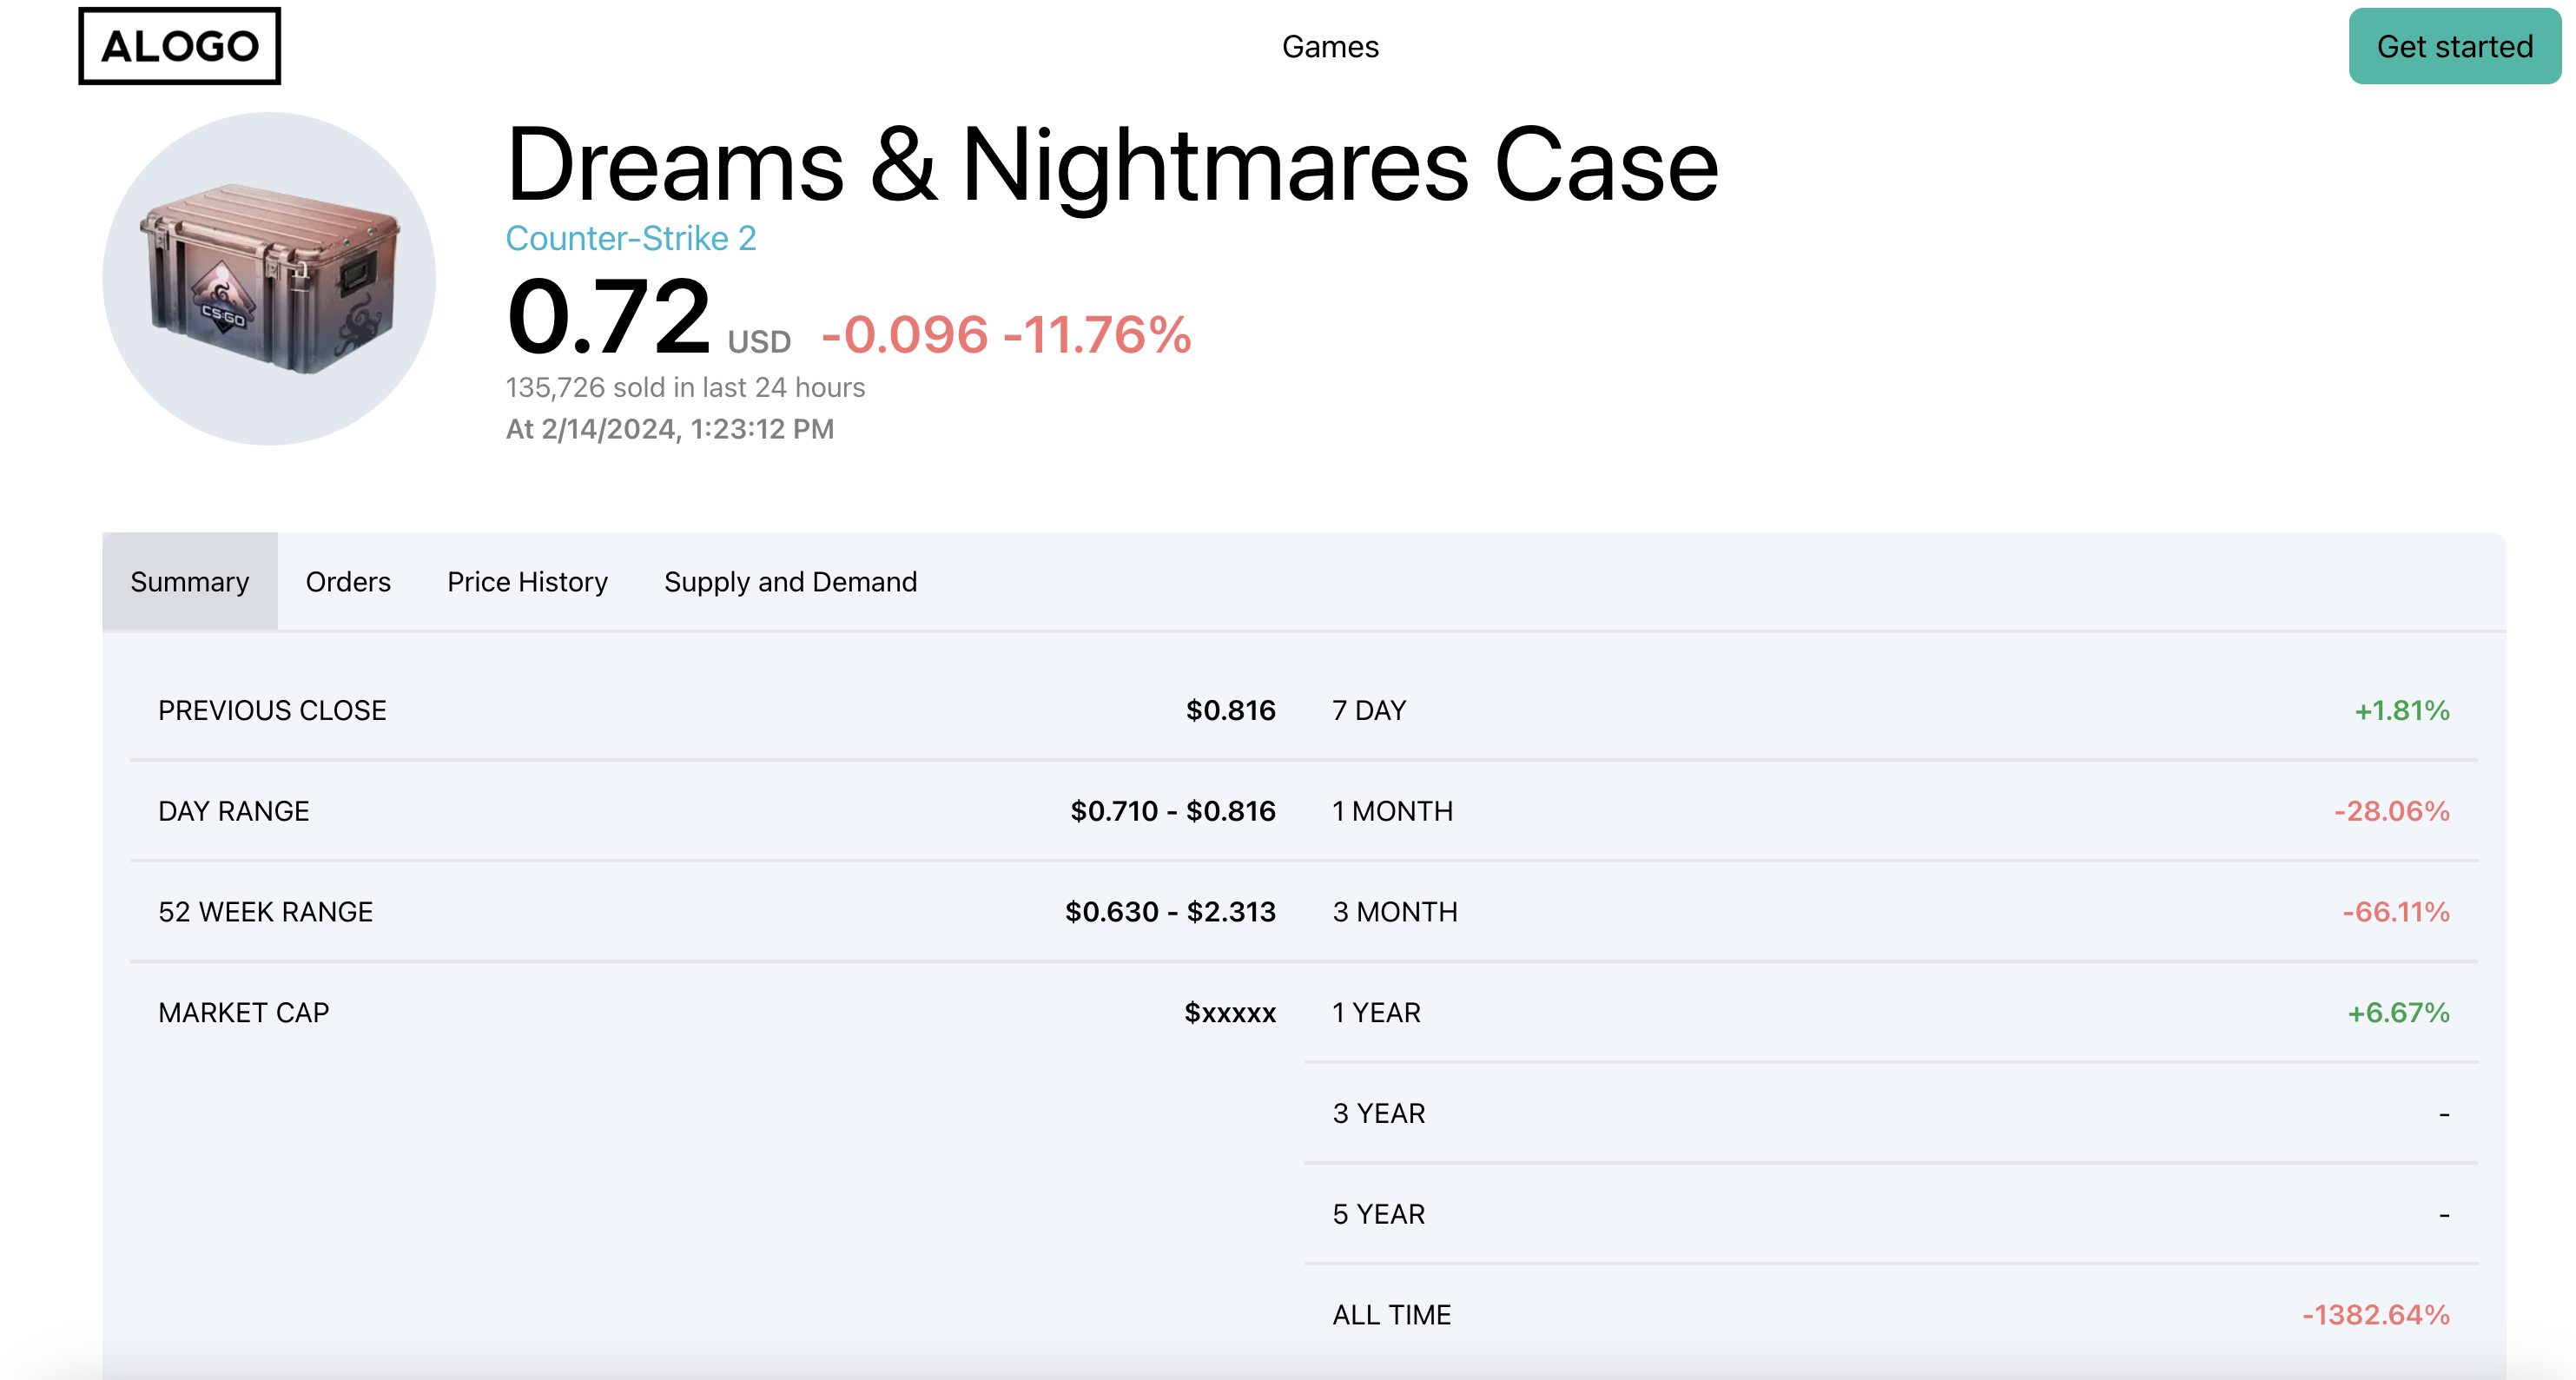 ALOGO
Games
Get started
Dreams & Nightmares Case
Counter-Strike 2
0.72 USD -0.096 -11.76%
135,726 sold in last 24 hours
At 2/14/2024, 1:23:12 PM
CS:GO
Summary Orders Price History Supply and Demand
PREVIOUS CLOSE $0.816
DAY RANGE $0.710 - $0.816
52 WEEK RANGE $0.630 - $2.313
MARKET CAP $xxxxx
7 DAY +1.81%
1 MONTH -28.06%
3 MONTH -66.11%
1 YEAR +6.67%
3 YEAR -
5 YEAR -
ALL TIME -1382.64%